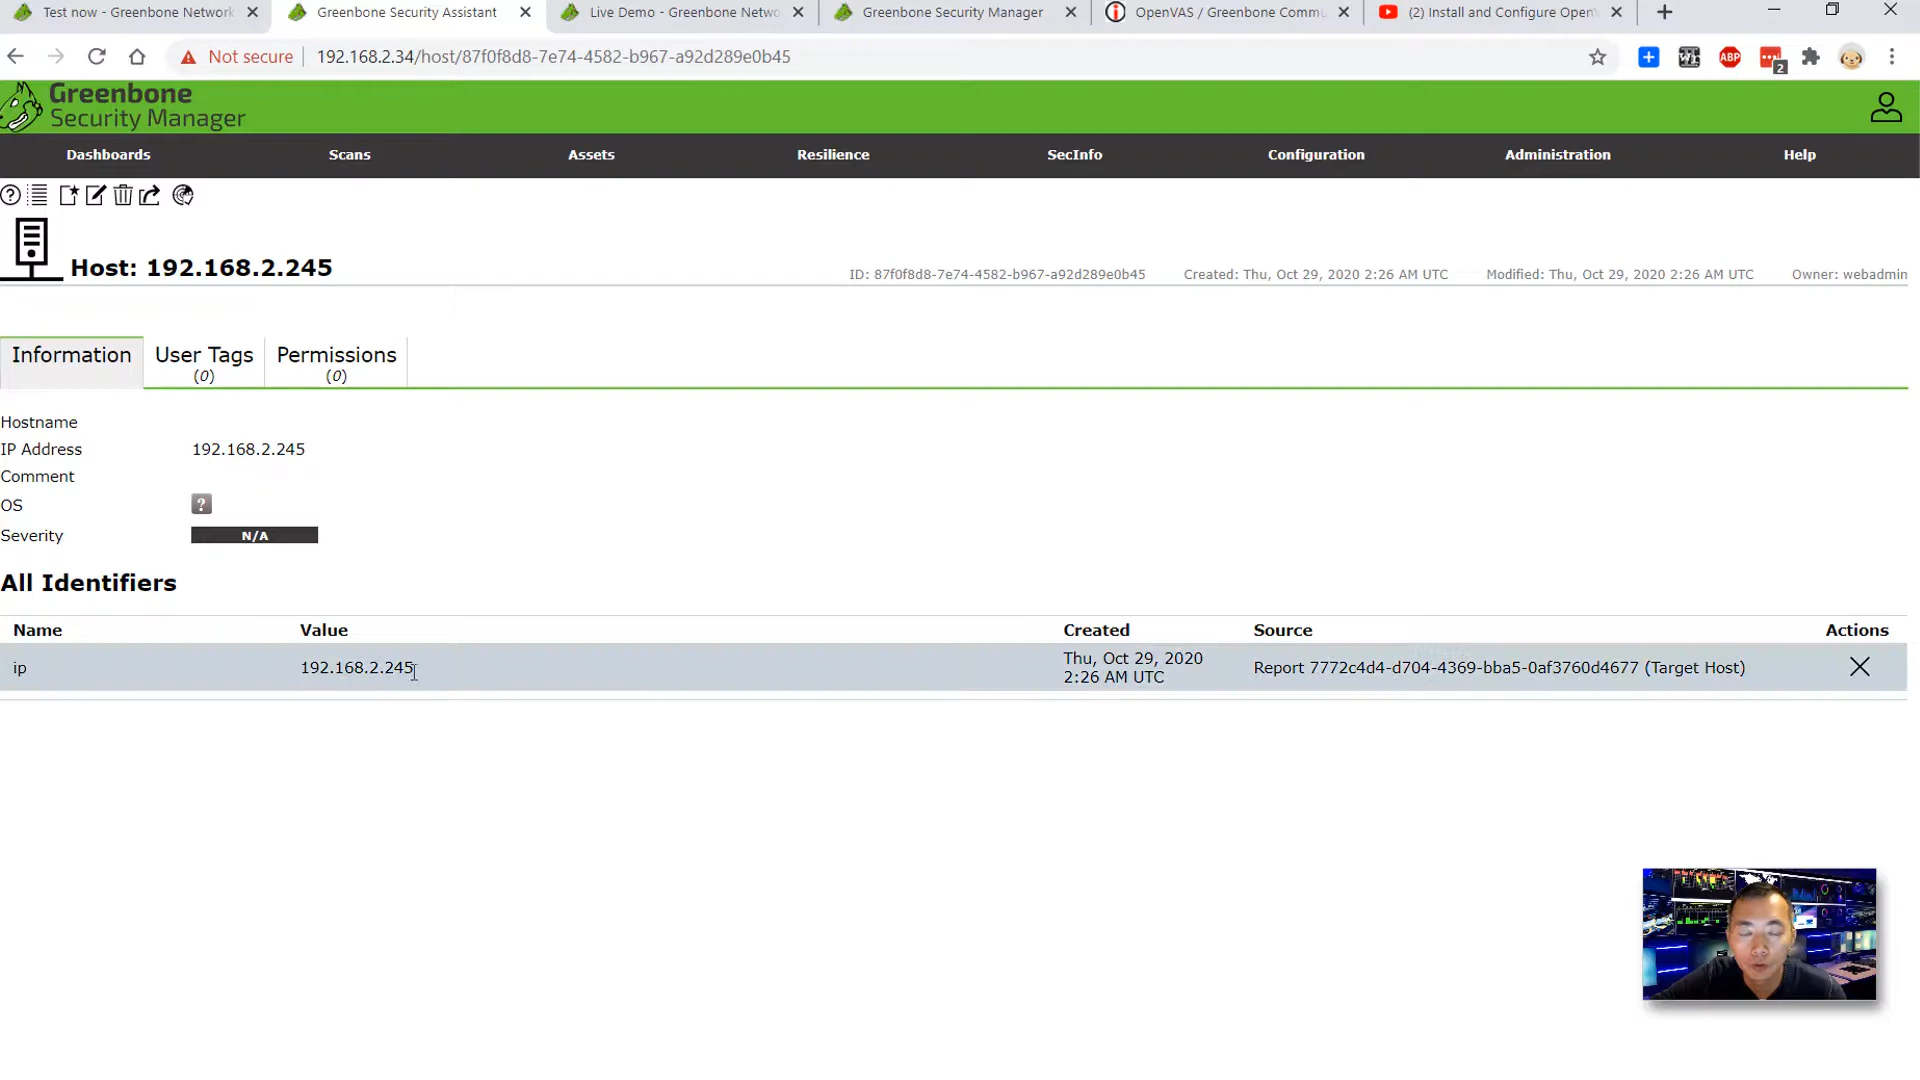 Test now - Greenbone Network
Greenbone Security Assistant
Live Demo - Greenbone Netwo
Greenbone Security Manager
OpenVAS / Greenbone Commu
(2) Install and Configure OpenV
Not secure
192.168.2.34/host/87f0f8d8-7e74-4582-b967-a92d289e0b45
ABP
2
Greenbone
Security Manager
Dashboards
Scans
Assets
Resilience
SecInfo
Configuration
Administration
Help
Host: 192.168.2.245
ID: 87f0f8d8-7e74-4582-b967-a92d289e0b45
Created: Thu, Oct 29, 2020 2:26 AM UTC
Modified: Thu, Oct 29, 2020 2:26 AM UTC
Owner: webadmin
Information
User Tags
(0)
Permissions
(0)
Hostname
IP Address 192.168.2.245
Comment
OS ?
Severity N/A
All Identifiers
Name Value Created Source Actions
ip 192.168.2.245 Thu, Oct 29, 2020
2:26 AM UTC
Report 7772c4d4-d704-4369-bba5-0af3760d4677 (Target Host)